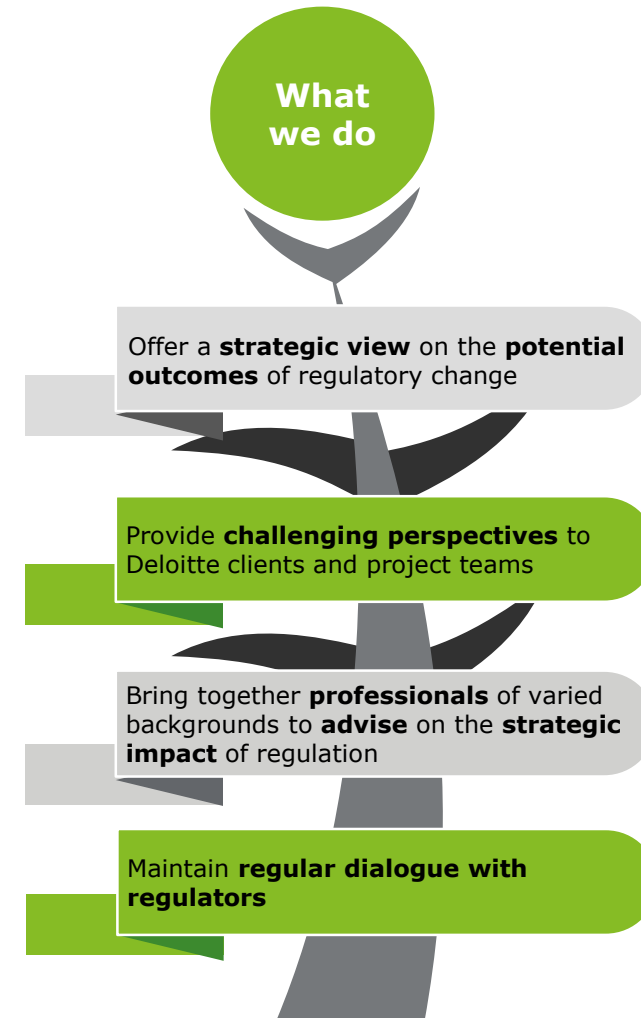 What
we do
Offer a strategic view on the potential
outcomes of regulatory change
Provide challenging perspectives to
Deloitte clients and project teams
Bring together professionals of varied
backgrounds to advise on the strategic
impact of regulation
Maintain regular dialogue with
regulators